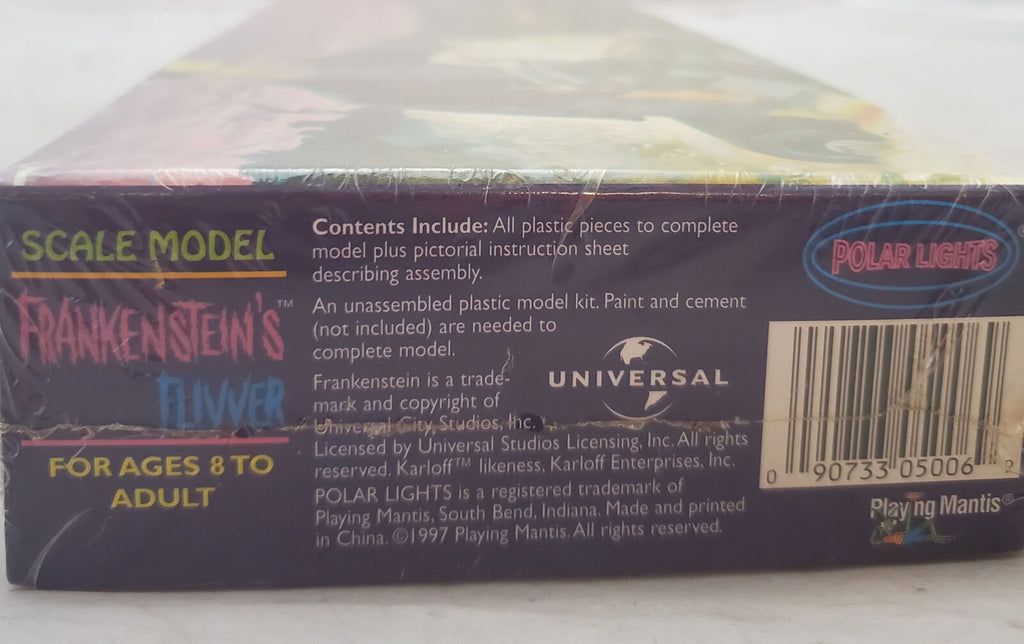 SCALE MODEL
FRANKENSTEIN'S™
FLIVVER
FOR AGES 8 TO
ADULT
Contents Include: All plastic pieces to complete
model plus pictorial instruction sheet
describing assembly.
An unassembled plastic model kit. Paint and cement
(not included) are needed to
complete model.
Frankenstein is a trade-
mark and copyright of
Universal City Studios, Inc.
Licensed by Universal Studios Licensing, Inc. All rights
reserved. Karloff™ likeness, Karloff Enterprises, Inc.
POLAR LIGHTS is a registered trademark of
Playing Mantis, South Bend, Indiana. Made and printed
in China. ©1997 Playing Mantis. All rights reserved.
UNIVERSAL
POLAR LIGHTS®
0 90733 05006 2
Playing Mantis®